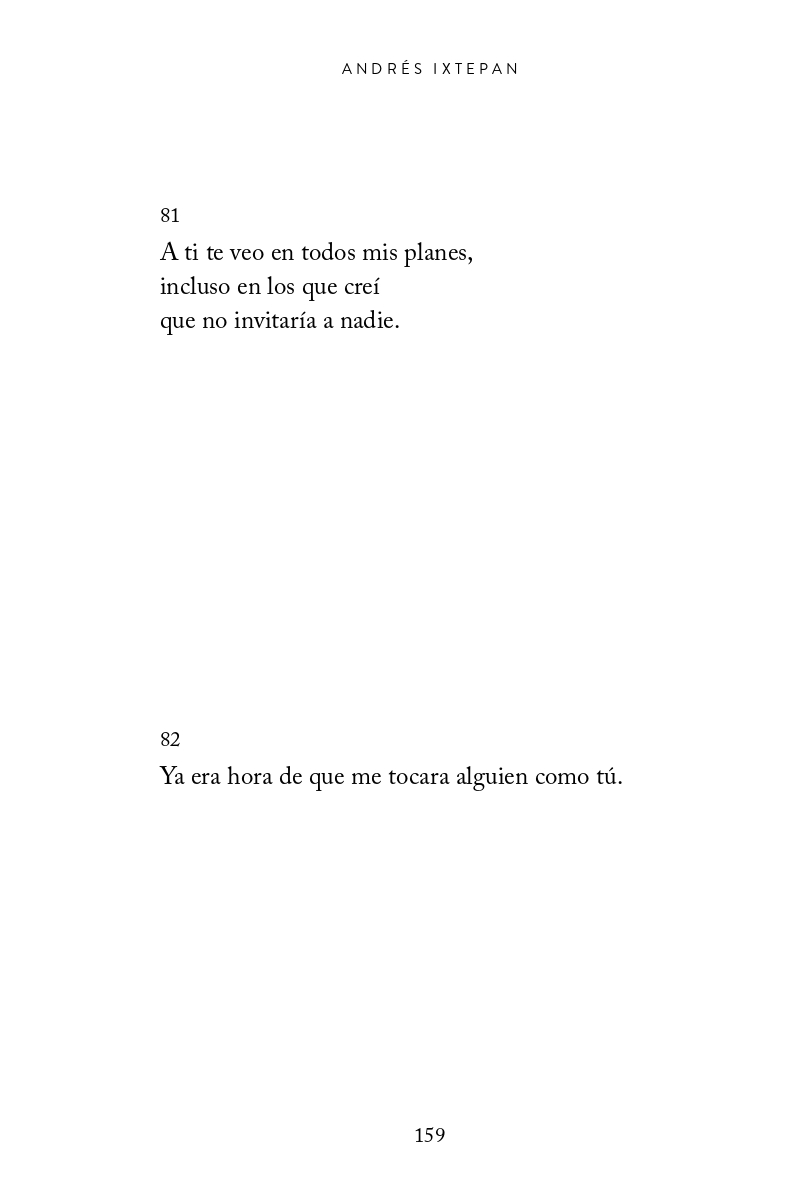 ANDRÉS IXTEPAN
81
A ti te veo en todos mis planes,
incluso en los que creí
que no invitaría a nadie.
82
Ya era hora de que me tocara alguien como tú.
159